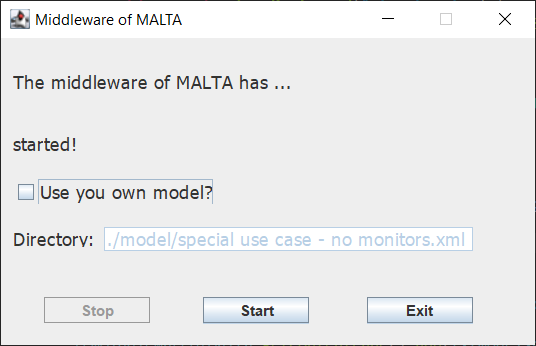 Middleware of MALTA
The middleware of MALTA has ...
started!
Use you own model?
Directory: ./model/special use case - no monitors.xml
Stop Start Exit